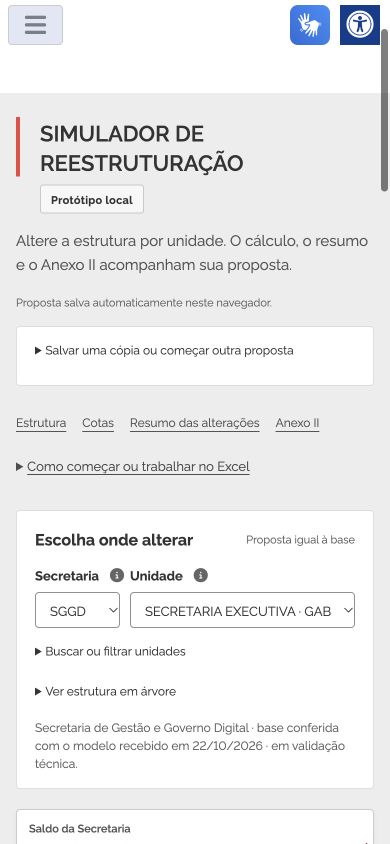 SIMULADOR DE
REESTRUTURAÇÃO
Protótipo local
Altere a estrutura por unidade. O cálculo, o resumo
e o Anexo II acompanham sua proposta.
Proposta salva automaticamente neste navegador.
Salvar uma cópia ou começar outra proposta
Estrutura Cotas Resumo das alterações Anexo II
Como começar ou trabalhar no Excel
Escolha onde alterar Proposta igual à base
Secretaria Unidade
SGGD SECRETARIA EXECUTIVA · GAB
Buscar ou filtrar unidades
Ver estrutura em árvore
Secretaria de Gestão e Governo Digital · base conferida
com o modelo recebido em 22/10/2026 · em validação
técnica.
Saldo da Secretaria